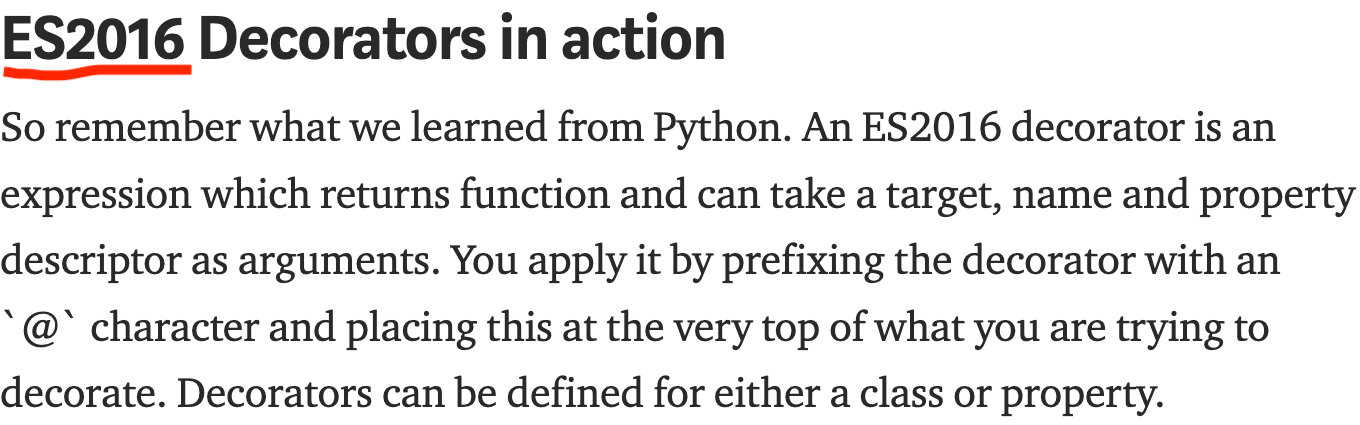 ES2016 Decorators in action
So remember what we learned from Python. An ES2016 decorator is an
expression which returns function and can take a target, name and property
descriptor as arguments. You apply it by prefixing the decorator with an
`@` character and placing this at the very top of what you are trying to
decorate. Decorators can be defined for either a class or property.